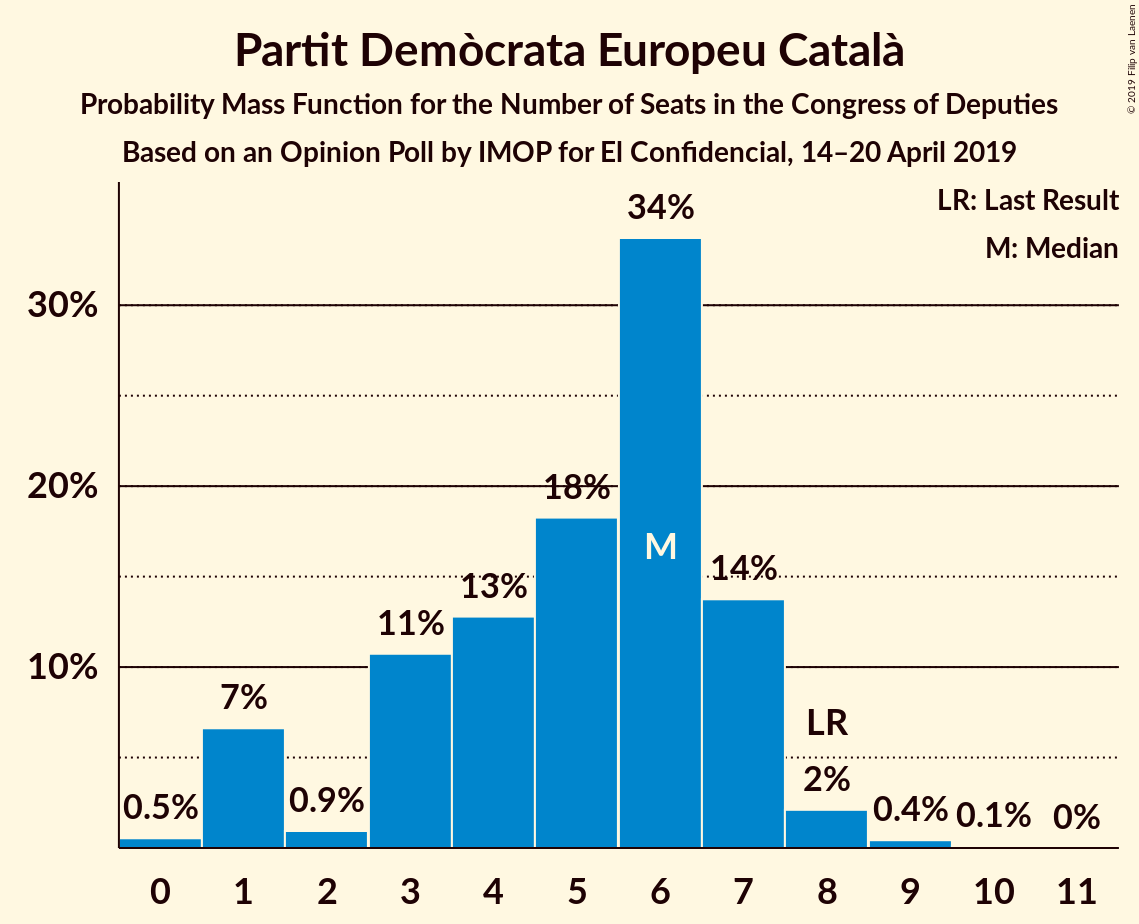 Partit Demòcrata Europeu Català
Probability Mass Function for the Number of Seats in the Congress of Deputies
Based on an Opinion Poll by IMOP for El Confidencial, 14–20 April 2019
© 2019 Filip van Laenen
LR: Last Result
M: Median
34%
30%
20%
18%
M
14%
13%
11%
10%
7%
LR
2%
0.5%
0.9%
0.4%
0.1%
0%
0 1 2 3 4 5 6 7 8 9 10 11